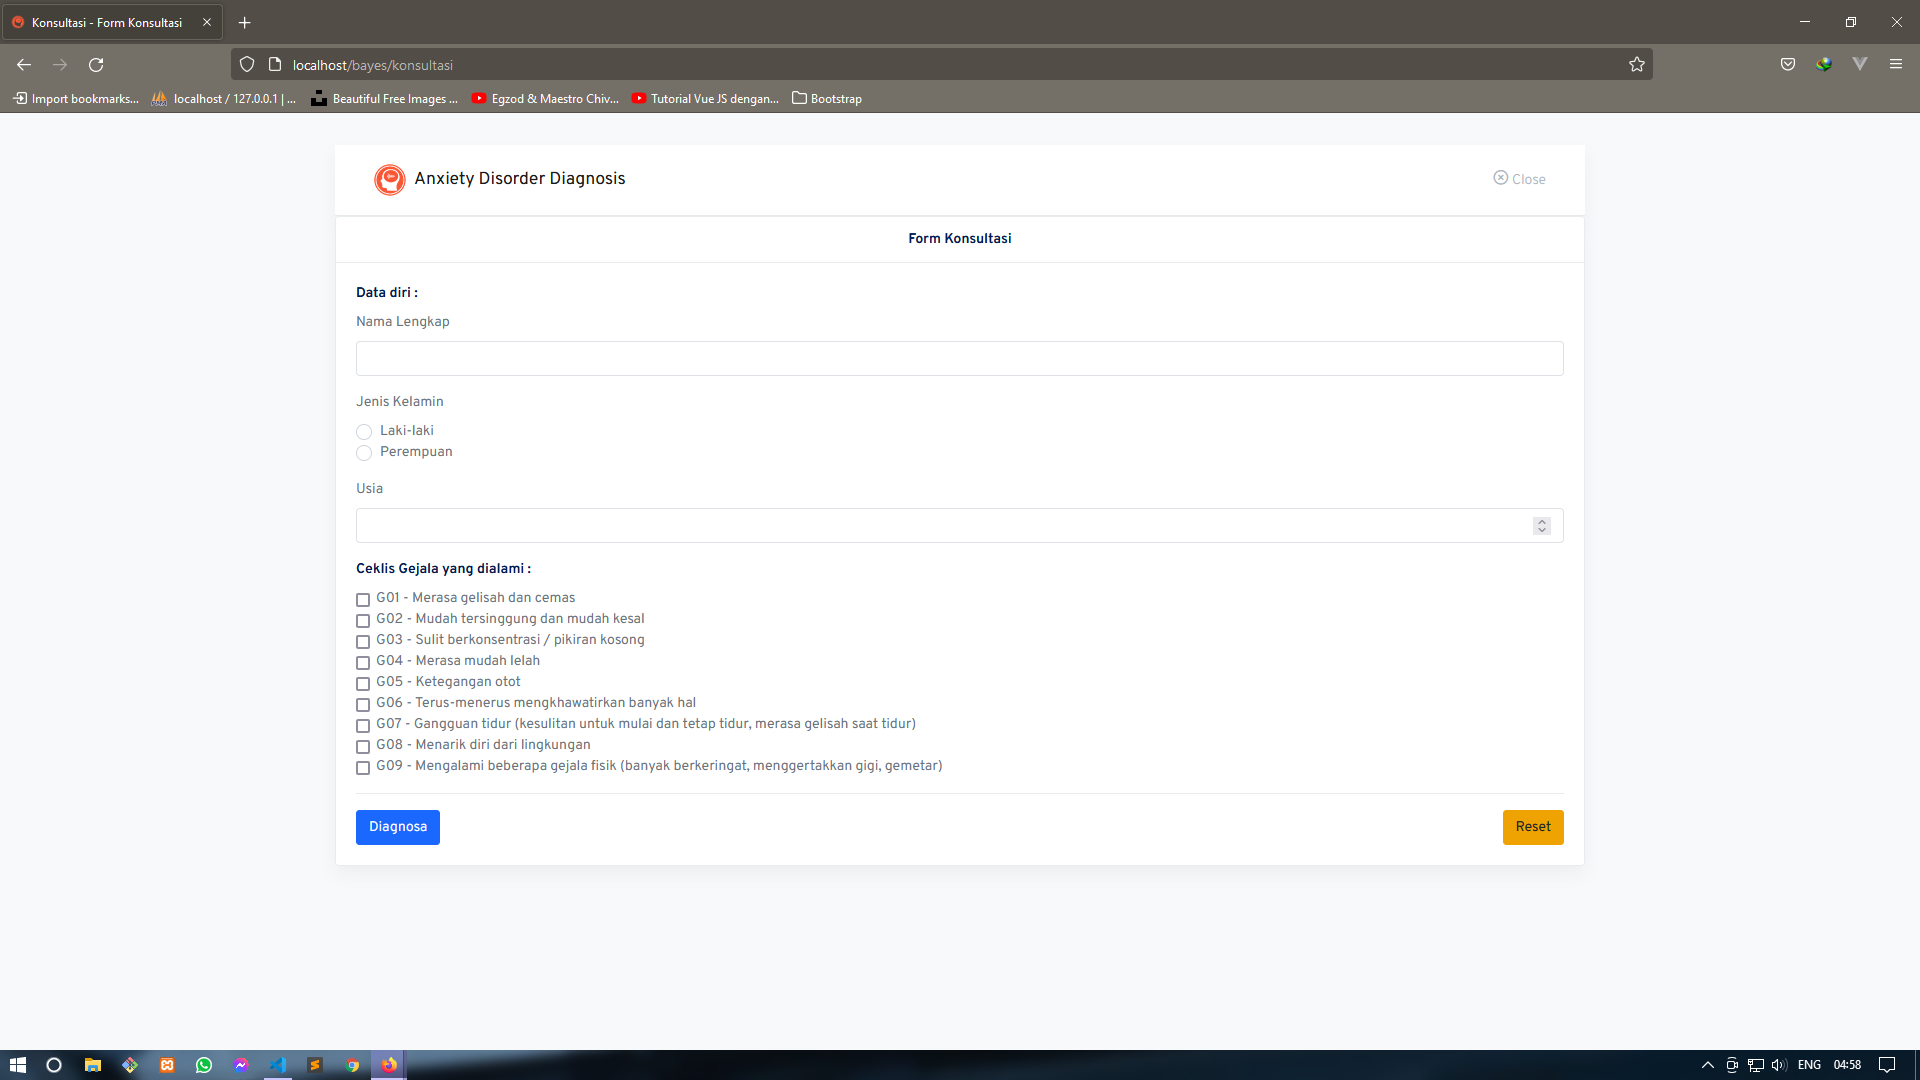 Konsultasi - Form Konsultasi
localhost/bayes/konsultasi
Import bookmarks... localhost / 127.0.0.1 | ... Beautiful Free Images ... Egzod & Maestro Chiv... Tutorial Vue JS dengan... Bootstrap
Anxiety Disorder Diagnosis
Close
Form Konsultasi
Data diri :
Nama Lengkap
Jenis Kelamin
Laki-laki
Perempuan
Usia
Ceklis Gejala yang dialami :
G01 - Merasa gelisah dan cemas
G02 - Mudah tersinggung dan mudah kesal
G03 - Sulit berkonsentrasi / pikiran kosong
G04 - Merasa mudah lelah
G05 - Ketegangan otot
G06 - Terus-menerus mengkhawatirkan banyak hal
G07 - Gangguan tidur (kesulitan untuk mulai dan tetap tidur, merasa gelisah saat tidur)
G08 - Menarik diri dari lingkungan
G09 - Mengalami beberapa gejala fisik (banyak berkeringat, menggertakkan gigi, gemetar)
Diagnosa
Reset
ENG 04:58